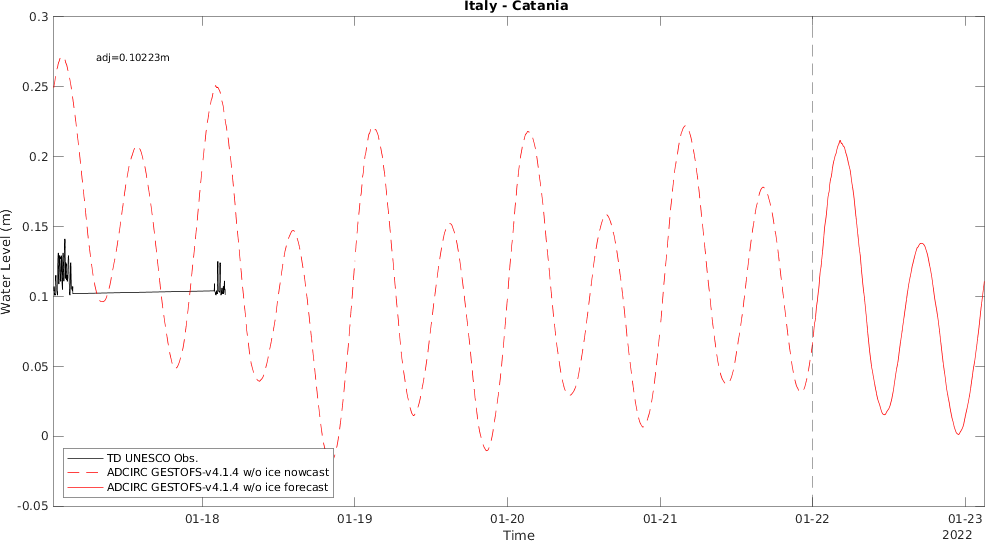 Italy - Catania
adj=0.10223m
0.3
0.25
0.2
0.15
0.1
0.05
0
-0.05
Water Level (m)
TD UNESCO Obs.
ADCIRC GESTOFS-v4.1.4 w/o ice nowcast
ADCIRC GESTOFS-v4.1.4 w/o ice forecast
01-18
01-19
01-20
01-21
01-22
01-23
Time
2022